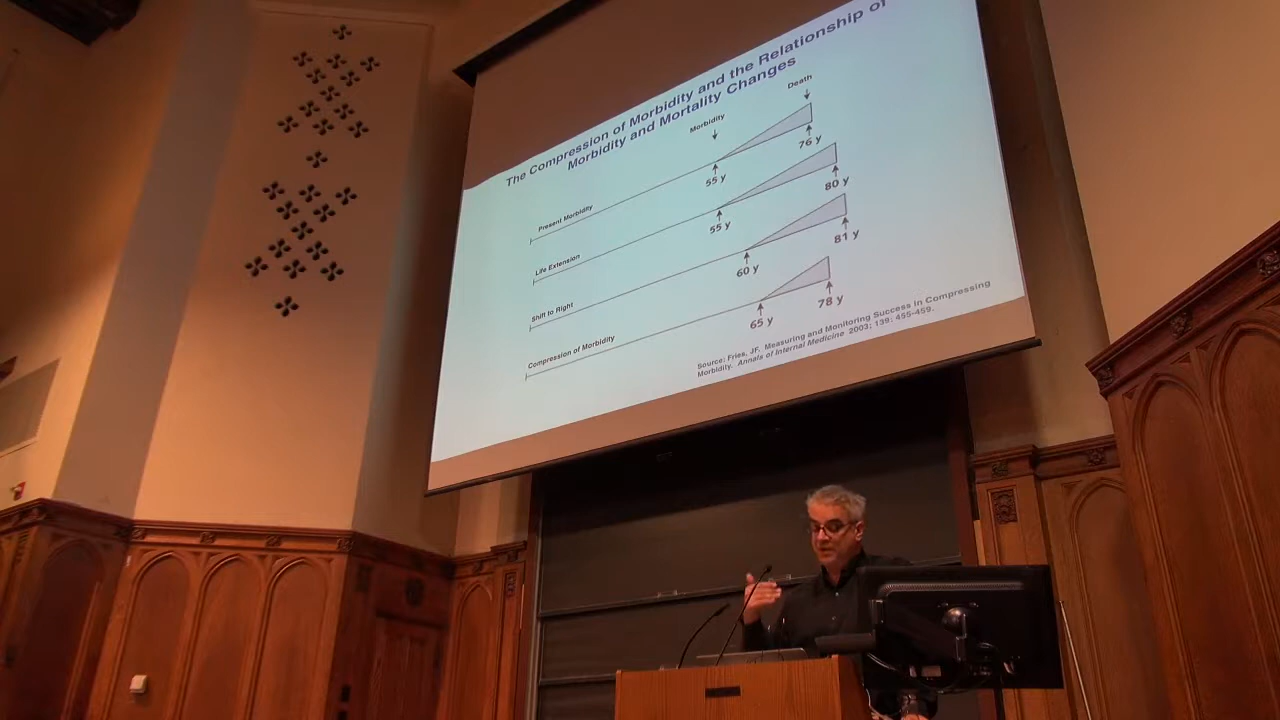 The Compression of Morbidity and the Relationship of
Morbidity and Mortality Changes
Death
Morbidity
Present Morbidity
55 y
76 y
Life Extension
55 y
80 y
Shift to Right
60 y
81 y
Compression of Morbidity
65 y
78 y
Source: Fries, JF. Measuring and Monitoring Success in Compressing
Morbidity. Annals of Internal Medicine 2003; 139: 455-459.